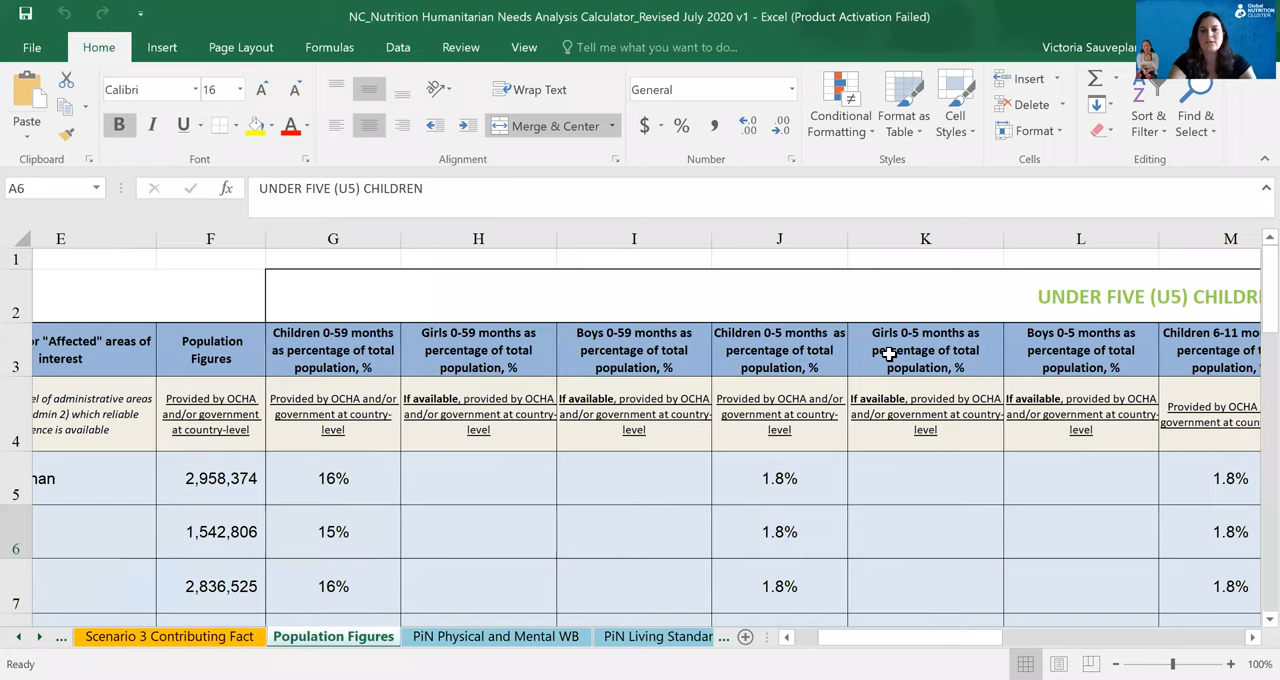 NC_Nutrition Humanitarian Needs Analysis Calculator_Revised July 2020 v1 - Excel (Product Activation Failed)
Global
NUTRITION
CLUSTER
File Home Insert Page Layout Formulas Data Review View Tell me what you want to do... Victoria Sauveplan
Paste
Clipboard
Calibri
B I U A
Font
Wrap Text
Merge & Center
Alignment
General
$ % ,
Number
Conditional Formatting
Format as Table
Cell Styles
Styles
Insert
Delete
Format
Cells
Sort & Filter
Find & Select
Editing
A6 fx UNDER FIVE (U5) CHILDREN
E F G H I J K L M
1
2 UNDER FIVE (U5) CHILDR
3
r "Affected" areas of
interest
Population
Figures
Children 0-59 months
as percentage of total
population, %
Girls 0-59 months as
percentage of total
population, %
Boys 0-59 months as
percentage of total
population, %
Children 0-5 months as
percentage of total
population, %
Girls 0-5 months as
percentage of total
population, %
Boys 0-5 months as
percentage of total
population, %
Children 6-11 mo
percentage of t
population,
4
el of administrative areas
dmin 2) which reliable
ence is available
Provided by OCHA
and/or government
at country-level
Provided by OCHA and/or
government at country-
level
If available, provided by OCHA
and/or government at country-
level
If available, provided by OCHA
and/or government at country-
level
Provided by OCHA and/or
government at country-
level
If available, provided by OCHA
and/or government at country-
level
If available, provided by OCHA
and/or government at country-
level
Provided by OCHA
government at coun
5 nan 2,958,374 16% 1.8% 1.8%
6 1,542,806 15% 1.8% 1.8%
7 2,836,525 16% 1.8% 1.8%
... Scenario 3 Contributing Fact Population Figures PiN Physical and Mental WB PiN Living Standar ...
Ready 100%